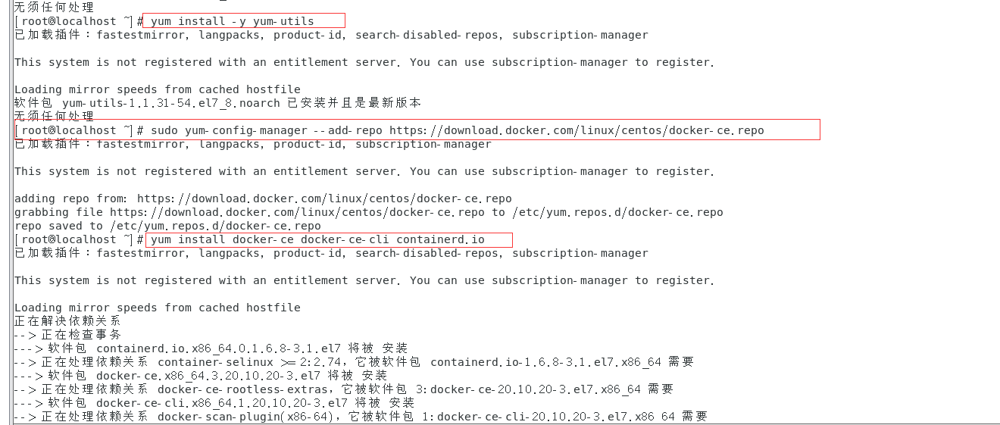 无须任何处理
[root@localhost ~]# yum install -y yum-utils
已加载插件：fastestmirror, langpacks, product-id, search-disabled-repos, subscription-manager
This system is not registered with an entitlement server. You can use subscription-manager to register.
Loading mirror speeds from cached hostfile
软件包 yum-utils-1.1.31-54.el7_8.noarch 已安装并且是最新版本
无须任何处理
[root@localhost ~]# sudo yum-config-manager --add-repo https://download.docker.com/linux/centos/docker-ce.repo
已加载插件：fastestmirror, langpacks, product-id, subscription-manager
This system is not registered with an entitlement server. You can use subscription-manager to register.
adding repo from: https://download.docker.com/linux/centos/docker-ce.repo
grabbing file https://download.docker.com/linux/centos/docker-ce.repo to /etc/yum.repos.d/docker-ce.repo
repo saved to /etc/yum.repos.d/docker-ce.repo
[root@localhost ~]# yum install docker-ce docker-ce-cli containerd.io
已加载插件：fastestmirror, langpacks, product-id, search-disabled-repos, subscription-manager
This system is not registered with an entitlement server. You can use subscription-manager to register.
Loading mirror speeds from cached hostfile
正在解决依赖关系
--> 正在检查事务
---> 软件包 containerd.io.x86_64.0.1.6.8-3.1.el7 将被 安装
--> 正在处理依赖关系 container-selinux >= 2:2.74，它被软件包 containerd.io-1.6.8-3.1.el7.x86_64 需要
---> 软件包 docker-ce.x86_64.3.20.10.20-3.el7 将被 安装
--> 正在处理依赖关系 docker-ce-rootless-extras，它被软件包 3:docker-ce-20.10.20-3.el7.x86_64 需要
---> 软件包 docker-ce-cli.x86_64.1.20.10.20-3.el7 将被 安装
--> 正在处理依赖关系 docker-scan-plugin(x86-64)，它被软件包 1:docker-ce-cli-20.10.20-3.el7.x86_64 需要